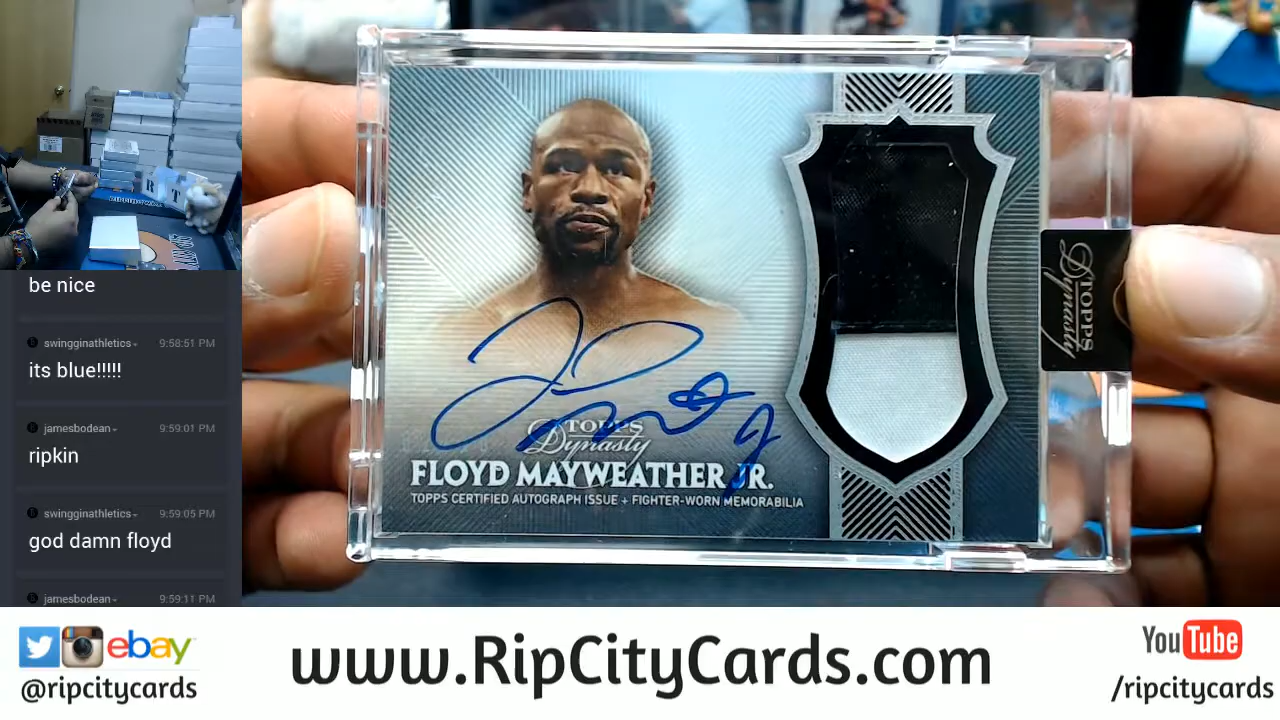 be nice
swingginathletics
9:58:51 PM
its blue!!!!!
jamesbodean
9:59:01 PM
ripkin
swingginathletics
9:59:05 PM
god damn floyd
jamesbodean
9:59:11 PM
TOPPS
Dynasty
FLOYD MAYWEATHER JR.
TOPPS CERTIFIED AUTOGRAPH ISSUE + FIGHTER-WORN MEMORABILIA
TOPPS
Dynasty
ebay
@ripcitycards
www.RipCityCards.com
YouTube
/ripcitycards